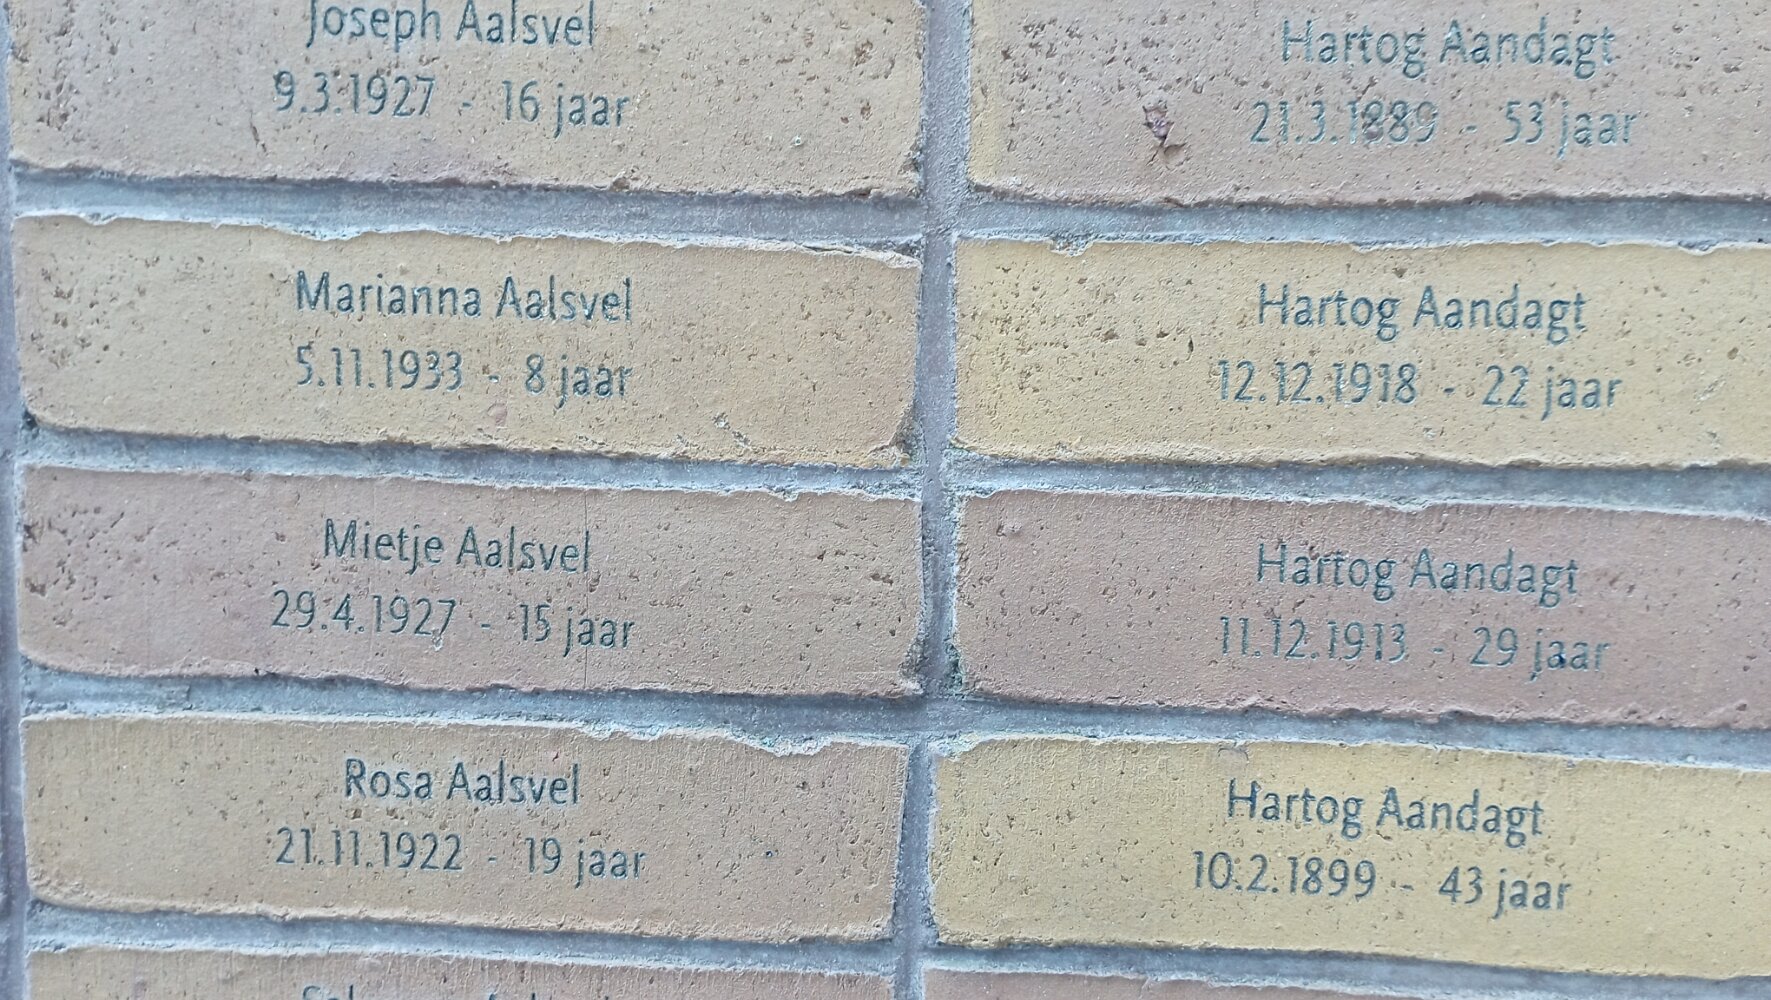 Joseph Aalsvel
9.3.1927 - 16 jaar
Marianna Aalsvel
5.11.1933 - 8 jaar
Mietje Aalsvel
29.4.1927 - 15 jaar
Rosa Aalsvel
21.11.1922 - 19 jaar
Hartog Aandagt
21.3.1889 - 53 jaar
Hartog Aandagt
12.12.1918 - 22 jaar
Hartog Aandagt
11.12.1913 - 29 jaar
Hartog Aandagt
10.2.1899 - 43 jaar